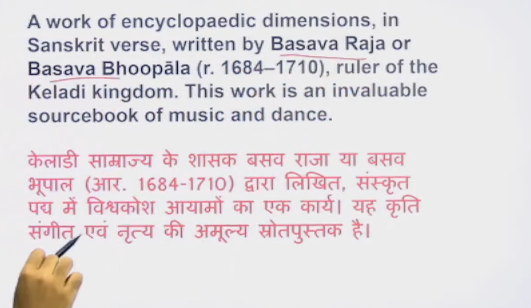 A work of encyclopaedic dimensions, in
Sanskrit verse, written by Basava Raja or
Basava Bhoopāla (r. 1684–1710), ruler of the
Keladi kingdom. This work is an invaluable
sourcebook of music and dance.
केलाडी साम्राज्य के शासक बसव राजा या बसव
भूपाल (आर. 1684-1710) द्वारा लिखित, संस्कृत
पद्य में विश्वकोश आयामों का एक कार्य। यह कृति
संगीत एवं नृत्य की अमूल्य स्रोतपुस्तक है।